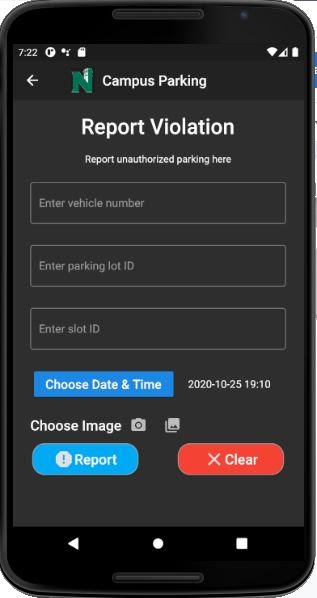 7:22
N Campus Parking
Report Violation
Report unauthorized parking here
Enter vehicle number
Enter parking lot ID
Enter slot ID
Choose Date & Time 2020-10-25 19:10
Choose Image
Report Clear